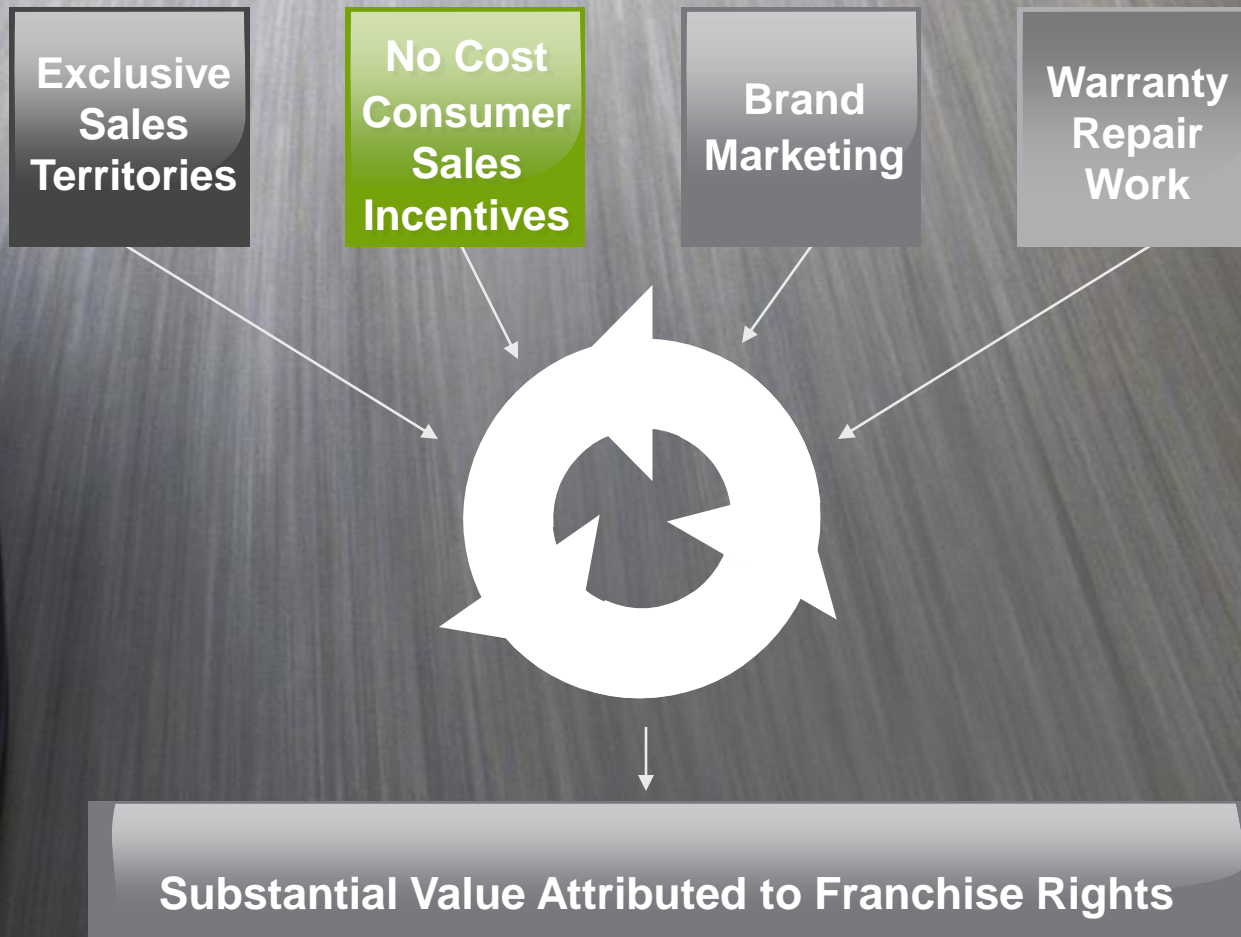 Exclusive
Sales
Territories
No Cost
Consumer
Sales
Incentives
Brand
Marketing
Warranty
Repair
Work
Substantial Value Attributed to Franchise Rights